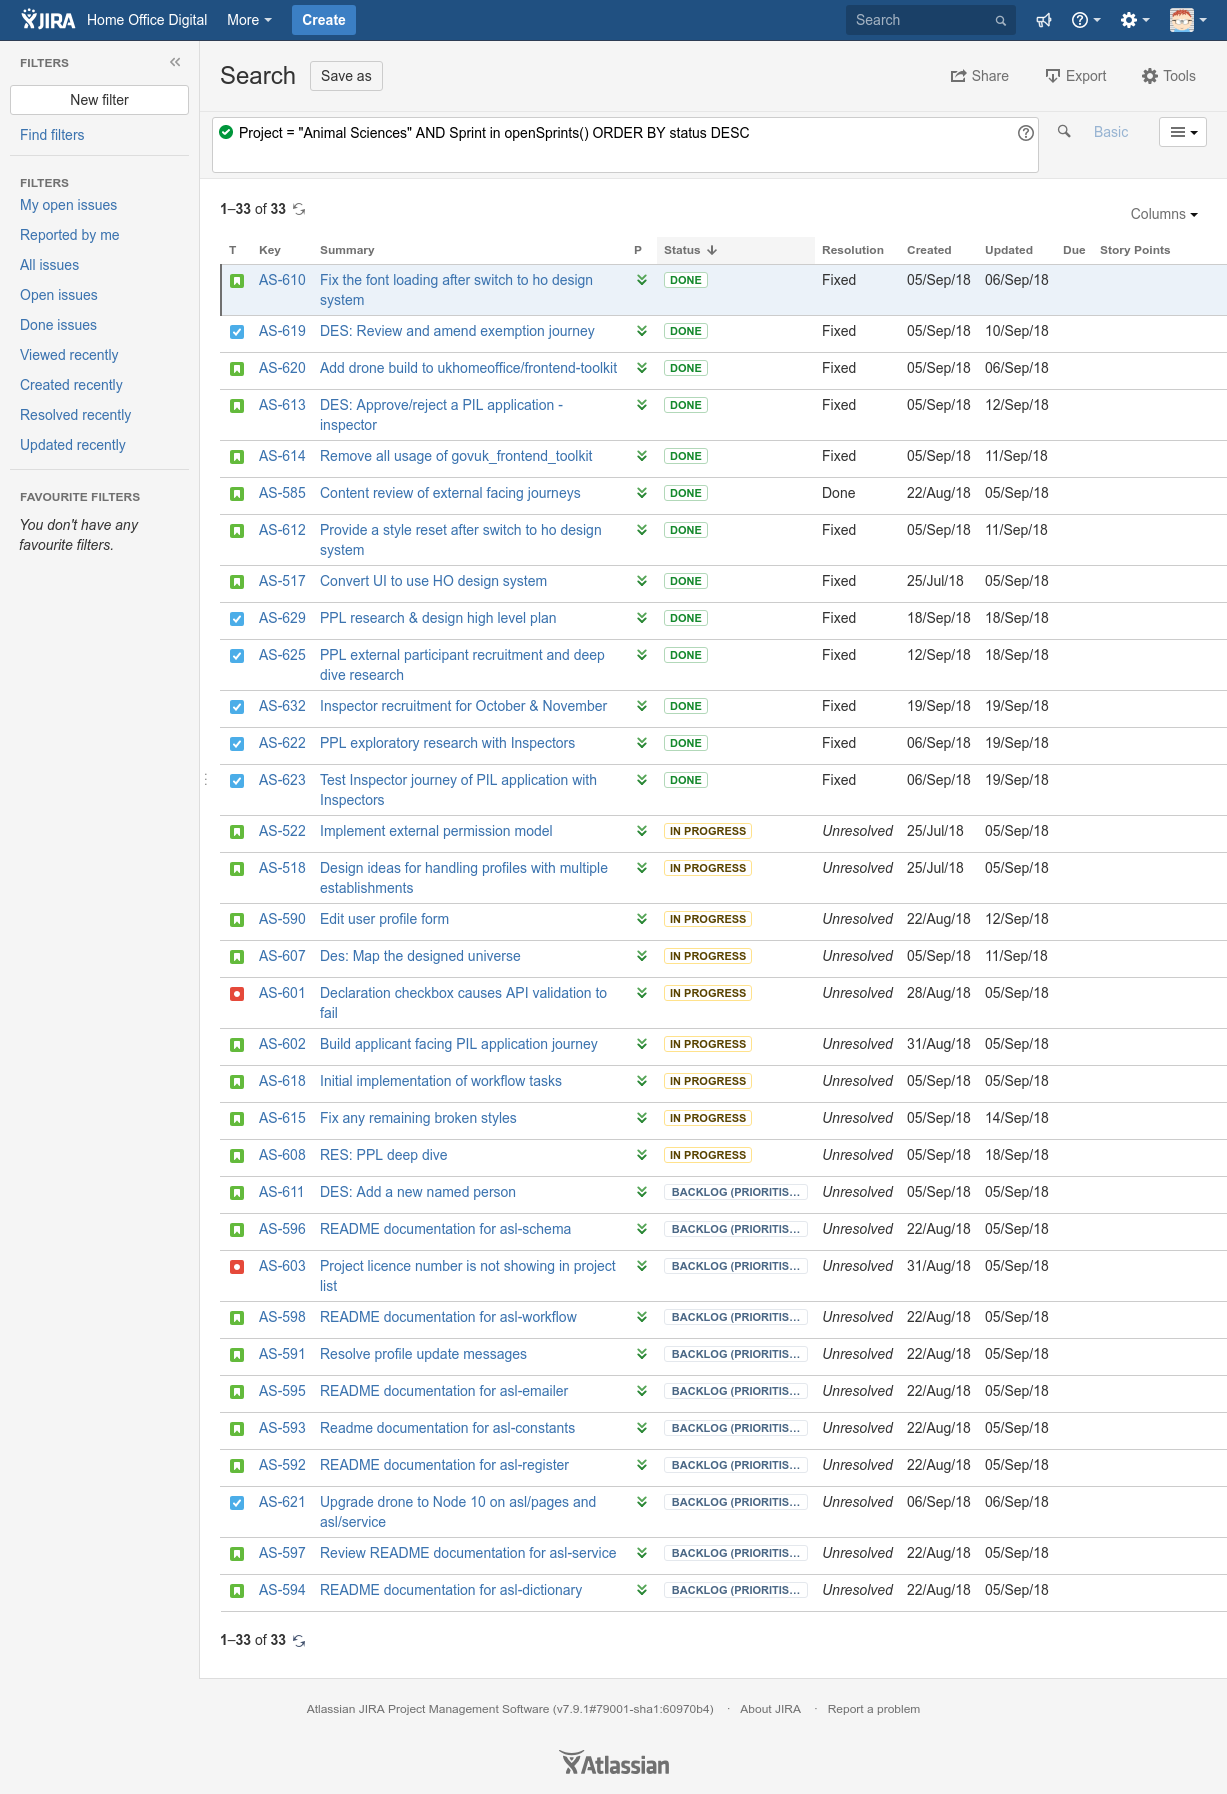 JIRA Home Office Digital More Create Search
FILTERS
New filter
Find filters
FILTERS
My open issues
Reported by me
All issues
Open issues
Done issues
Viewed recently
Created recently
Resolved recently
Updated recently
FAVOURITE FILTERS
You don't have any
favourite filters.
Search Save as Share Export Tools
Project = "Animal Sciences" AND Sprint in openSprints() ORDER BY status DESC
Basic
1–33 of 33
Columns
T Key Summary P Status Resolution Created Updated Due Story Points
AS-610 Fix the font loading after switch to ho design DONE Fixed 05/Sep/18 06/Sep/18
system
AS-619 DES: Review and amend exemption journey DONE Fixed 05/Sep/18 10/Sep/18
AS-620 Add drone build to ukhomeoffice/frontend-toolkit DONE Fixed 05/Sep/18 06/Sep/18
AS-613 DES: Approve/reject a PIL application - DONE Fixed 05/Sep/18 12/Sep/18
inspector
AS-614 Remove all usage of govuk_frontend_toolkit DONE Fixed 05/Sep/18 11/Sep/18
AS-585 Content review of external facing journeys DONE Done 22/Aug/18 05/Sep/18
AS-612 Provide a style reset after switch to ho design DONE Fixed 05/Sep/18 11/Sep/18
system
AS-517 Convert UI to use HO design system DONE Fixed 25/Jul/18 05/Sep/18
AS-629 PPL research & design high level plan DONE Fixed 18/Sep/18 18/Sep/18
AS-625 PPL external participant recruitment and deep DONE Fixed 12/Sep/18 18/Sep/18
dive research
AS-632 Inspector recruitment for October & November DONE Fixed 19/Sep/18 19/Sep/18
AS-622 PPL exploratory research with Inspectors DONE Fixed 06/Sep/18 19/Sep/18
AS-623 Test Inspector journey of PIL application with DONE Fixed 06/Sep/18 19/Sep/18
Inspectors
AS-522 Implement external permission model IN PROGRESS Unresolved 25/Jul/18 05/Sep/18
AS-518 Design ideas for handling profiles with multiple IN PROGRESS Unresolved 25/Jul/18 05/Sep/18
establishments
AS-590 Edit user profile form IN PROGRESS Unresolved 22/Aug/18 12/Sep/18
AS-607 Des: Map the designed universe IN PROGRESS Unresolved 05/Sep/18 11/Sep/18
AS-601 Declaration checkbox causes API validation to IN PROGRESS Unresolved 28/Aug/18 05/Sep/18
fail
AS-602 Build applicant facing PIL application journey IN PROGRESS Unresolved 31/Aug/18 05/Sep/18
AS-618 Initial implementation of workflow tasks IN PROGRESS Unresolved 05/Sep/18 05/Sep/18
AS-615 Fix any remaining broken styles IN PROGRESS Unresolved 05/Sep/18 14/Sep/18
AS-608 RES: PPL deep dive IN PROGRESS Unresolved 05/Sep/18 18/Sep/18
AS-611 DES: Add a new named person BACKLOG (PRIORITIS… Unresolved 05/Sep/18 05/Sep/18
AS-596 README documentation for asl-schema BACKLOG (PRIORITIS… Unresolved 22/Aug/18 05/Sep/18
AS-603 Project licence number is not showing in project BACKLOG (PRIORITIS… Unresolved 31/Aug/18 05/Sep/18
list
AS-598 README documentation for asl-workflow BACKLOG (PRIORITIS… Unresolved 22/Aug/18 05/Sep/18
AS-591 Resolve profile update messages BACKLOG (PRIORITIS… Unresolved 22/Aug/18 05/Sep/18
AS-595 README documentation for asl-emailer BACKLOG (PRIORITIS… Unresolved 22/Aug/18 05/Sep/18
AS-593 Readme documentation for asl-constants BACKLOG (PRIORITIS… Unresolved 22/Aug/18 05/Sep/18
AS-592 README documentation for asl-register BACKLOG (PRIORITIS… Unresolved 22/Aug/18 05/Sep/18
AS-621 Upgrade drone to Node 10 on asl/pages and BACKLOG (PRIORITIS… Unresolved 06/Sep/18 06/Sep/18
asl/service
AS-597 Review README documentation for asl-service BACKLOG (PRIORITIS… Unresolved 22/Aug/18 05/Sep/18
AS-594 README documentation for asl-dictionary BACKLOG (PRIORITIS… Unresolved 22/Aug/18 05/Sep/18
1–33 of 33
Atlassian JIRA Project Management Software (v7.9.1#79001-sha1:60970b4) · About JIRA · Report a problem
Atlassian